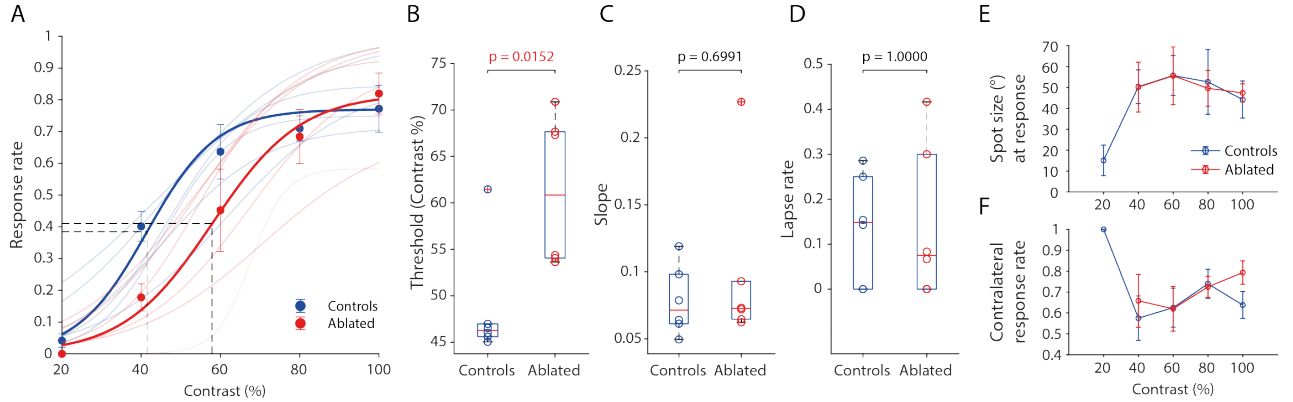 A
Response rate
1
0.9
0.8
0.7
0.6
0.5
0.4
0.3
0.2
0.1
0
20
40
60
80
100
Contrast (%)
Controls
Ablated
B
p = 0.0152
Threshold (Contrast %)
75
70
65
60
55
50
45
Controls
Ablated
C
p = 0.6991
Slope
0.25
0.2
0.15
0.1
0.05
Controls
Ablated
D
p = 1.0000
Lapse rate
0.5
0.4
0.3
0.2
0.1
0
Controls
Ablated
E
Spot size (°)
at response
70
60
50
40
30
20
10
0
Controls
Ablated
20
40
60
80
100
F
Contralateral
response rate
1
0.9
0.8
0.7
0.6
0.5
0.4
20
40
60
80
100
Contrast (%)